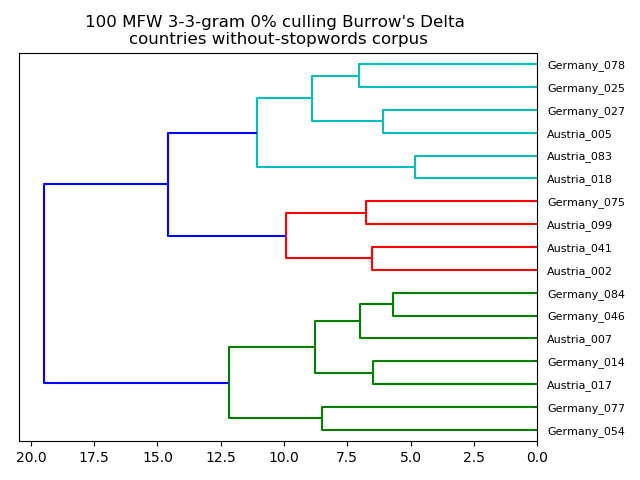 100 MFW 3-3-gram 0% culling Burrow's Delta
countries without-stopwords corpus
Germany_078
Germany_025
Germany_027
Austria_005
Austria_083
Austria_018
Germany_075
Austria_099
Austria_041
Austria_002
Germany_084
Germany_046
Austria_007
Germany_014
Austria_017
Germany_077
Germany_054
20.0 17.5 15.0 12.5 10.0 7.5 5.0 2.5 0.0